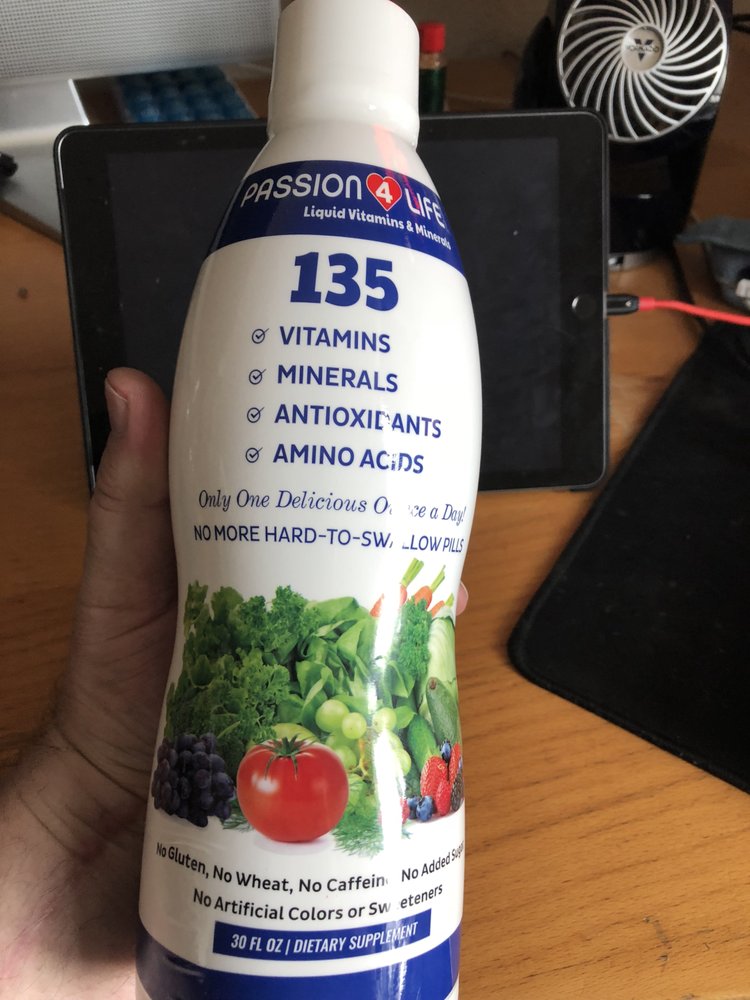 PASSION 4 LIFE
Liquid Vitamins & Minerals
135
VITAMINS
MINERALS
ANTIOXIDANTS
AMINO ACIDS
Only One Delicious Ounce a Day!
NO MORE HARD-TO-SWALLOW PILLS
No Gluten, No Wheat, No Caffeine No Added Sugar
No Artificial Colors or Sweeteners
30 FL OZ | DIETARY SUPPLEMENT
VORNADO